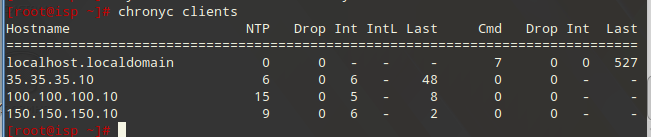 [root@isp ~]# chronyc clients
Hostname                      NTP   Drop Int IntL Last     Cmd   Drop Int  Last
===============================================================================
localhost.localdomain           0      0   -   -     -       7      0   0   527
35.35.35.10                     6      0   6   -    48       0      0   -     -
100.100.100.10                 15      0   5   -     8       0      0   -     -
150.150.150.10                  9      0   6   -     2       0      0   -     -
[root@isp ~]#